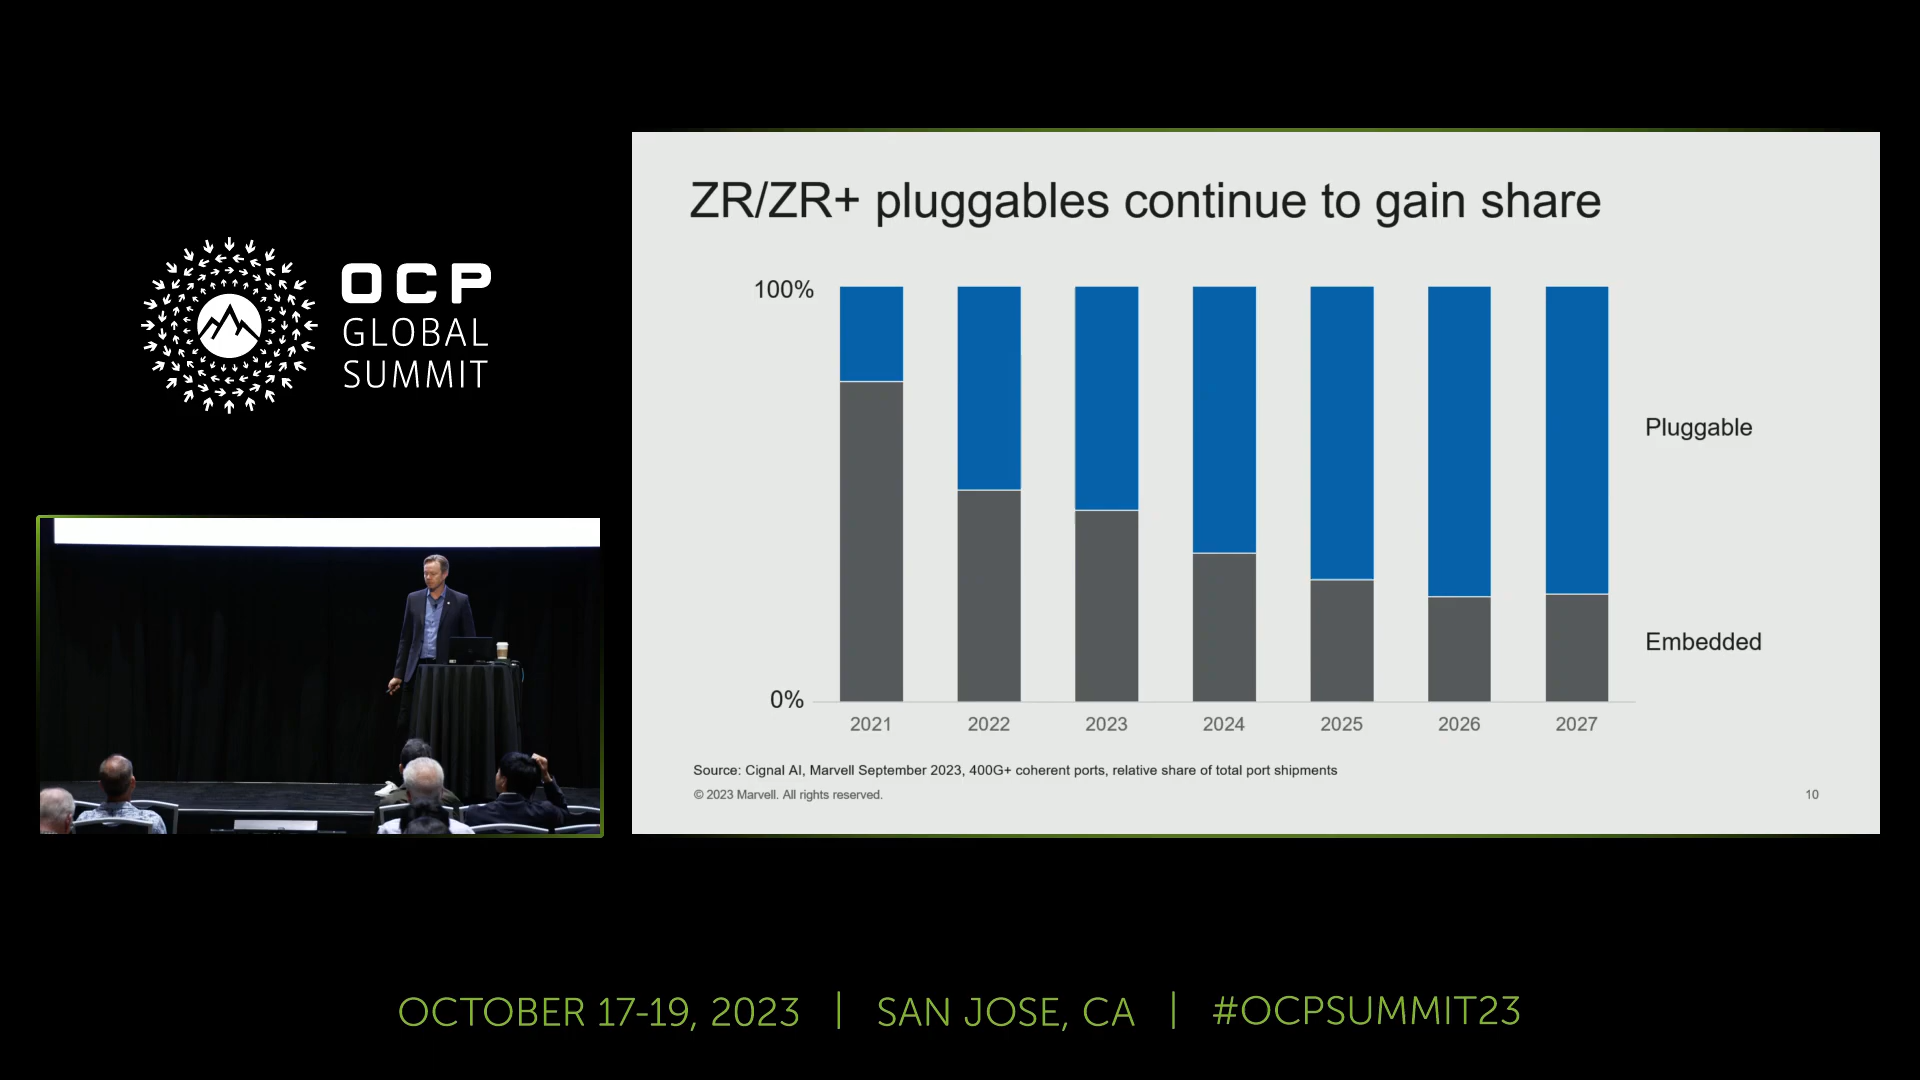 OCP
GLOBAL
SUMMIT
ZR/ZR+ pluggables continue to gain share
100%
Pluggable
Embedded
0%
2021 2022 2023 2024 2025 2026 2027
Source: Cignal AI, Marvell September 2023, 400G+ coherent ports, relative share of total port shipments
© 2023 Marvell. All rights reserved.
10
OCTOBER 17-19, 2023 | SAN JOSE, CA | #OCPSUMMIT23